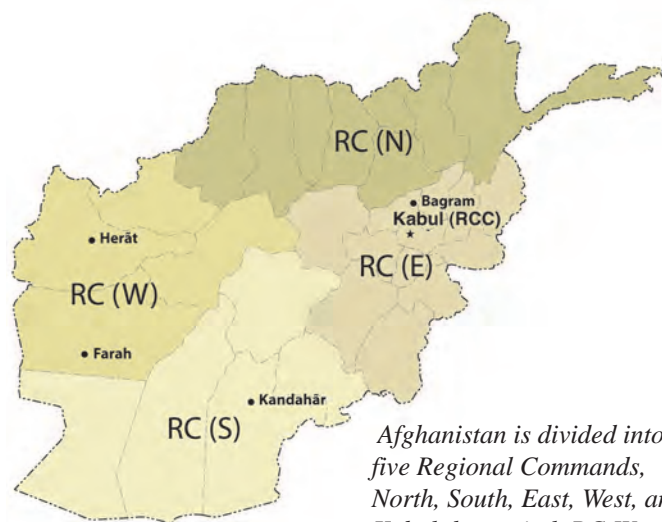 RC (N)
Bagram
Kabul (RCC)
Herāt
RC (E)
RC (W)
Farah
Kandahār
RC (S)
Afghanistan is divided into
five Regional Commands,
North, South, East, West, an